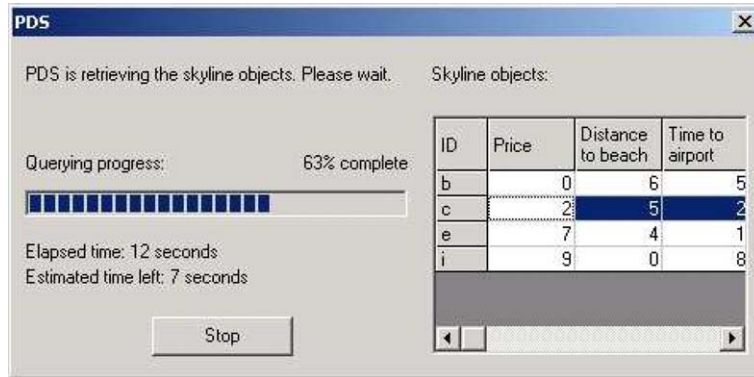 PDS
PDS is retrieving the skyline objects. Please wait.
Querying progress: 63% complete
Elapsed time: 12 seconds
Estimated time left: 7 seconds
Stop
Skyline objects:
ID Price Distance to beach Time to airport
b 0 6 5
c 2 5 2
e 7 4 1
i 9 0 8